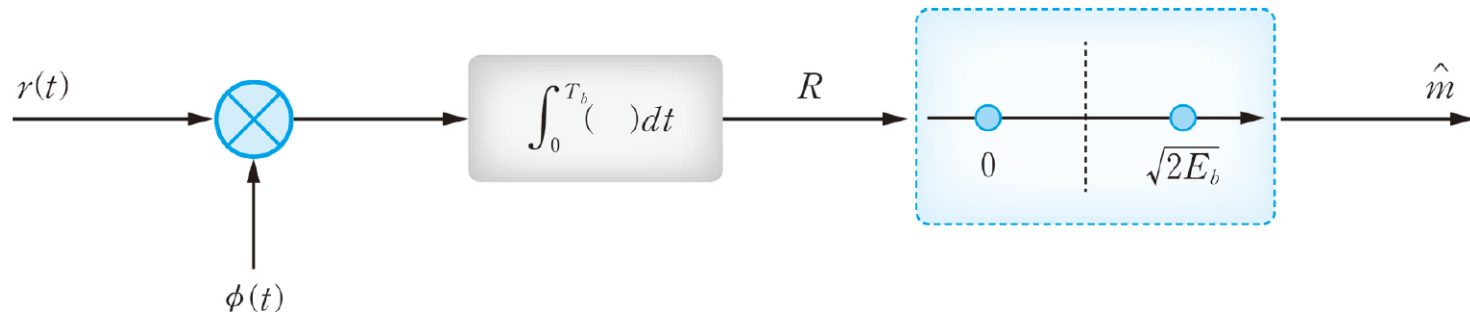 r(t)
∫₀^{T_b} ( )dt
R
0
√2E_b
m̂
ϕ(t)